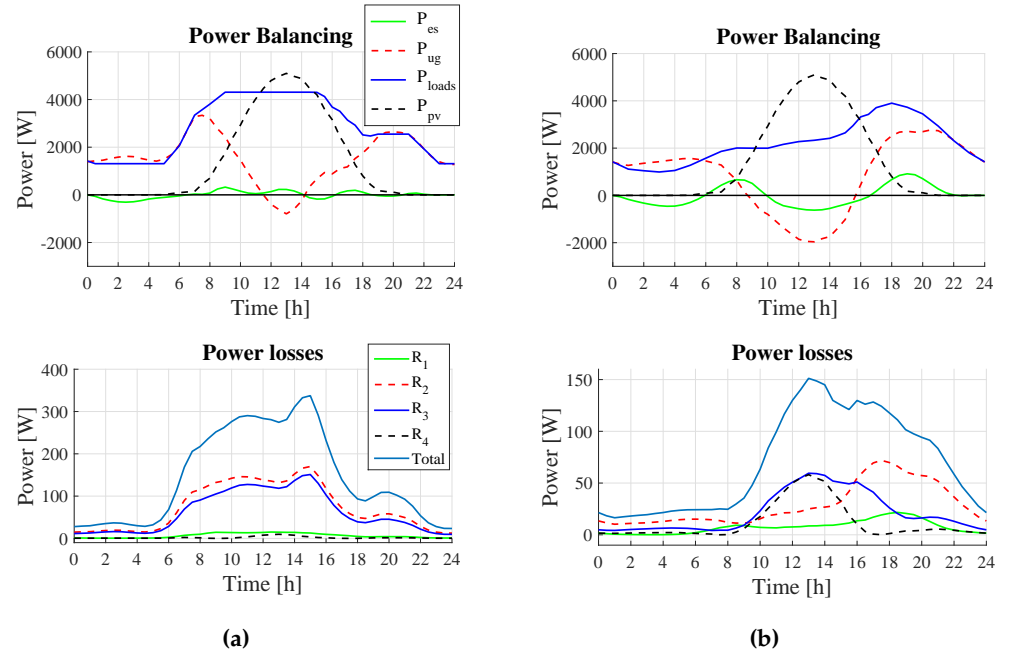 Power Balancing
P_es
P_ug
P_loads
P_pv
Power [W]
6000
4000
2000
0
-2000
0 2 4 6 8 10 12 14 16 18 20 22 24
Time [h]
Power Balancing
Power [W]
6000
4000
2000
0
-2000
0 2 4 6 8 10 12 14 16 18 20 22 24
Time [h]
Power losses
R_1
R_2
R_3
R_4
Total
Power [W]
400
300
200
100
0
0 2 4 6 8 10 12 14 16 18 20 22 24
Time [h]
Power losses
Power [W]
150
100
50
0
0 2 4 6 8 10 12 14 16 18 20 22 24
Time [h]
(a)
(b)